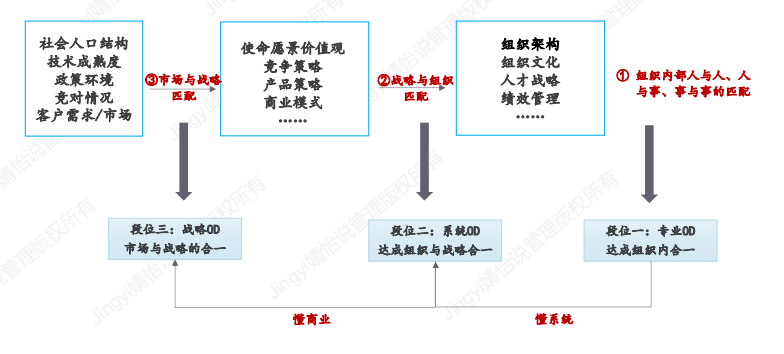 社会人口结构
技术成熟度
政策环境
竞对情况
客户需求/市场
③市场与战略
匹配
使命愿景价值观
竞争策略
产品策略
商业模式
……
②战略与组织
匹配
组织架构
组织文化
人才战略
绩效管理
……
① 组织内部人与人、人
与事、事与事的匹配
段位三：战略OD
市场与战略的合一
段位二：系统OD
达成组织与战略合一
段位一：专业OD
达成组织内合一
懂商业
懂系统
Jingyi婧怡说管理版权所有